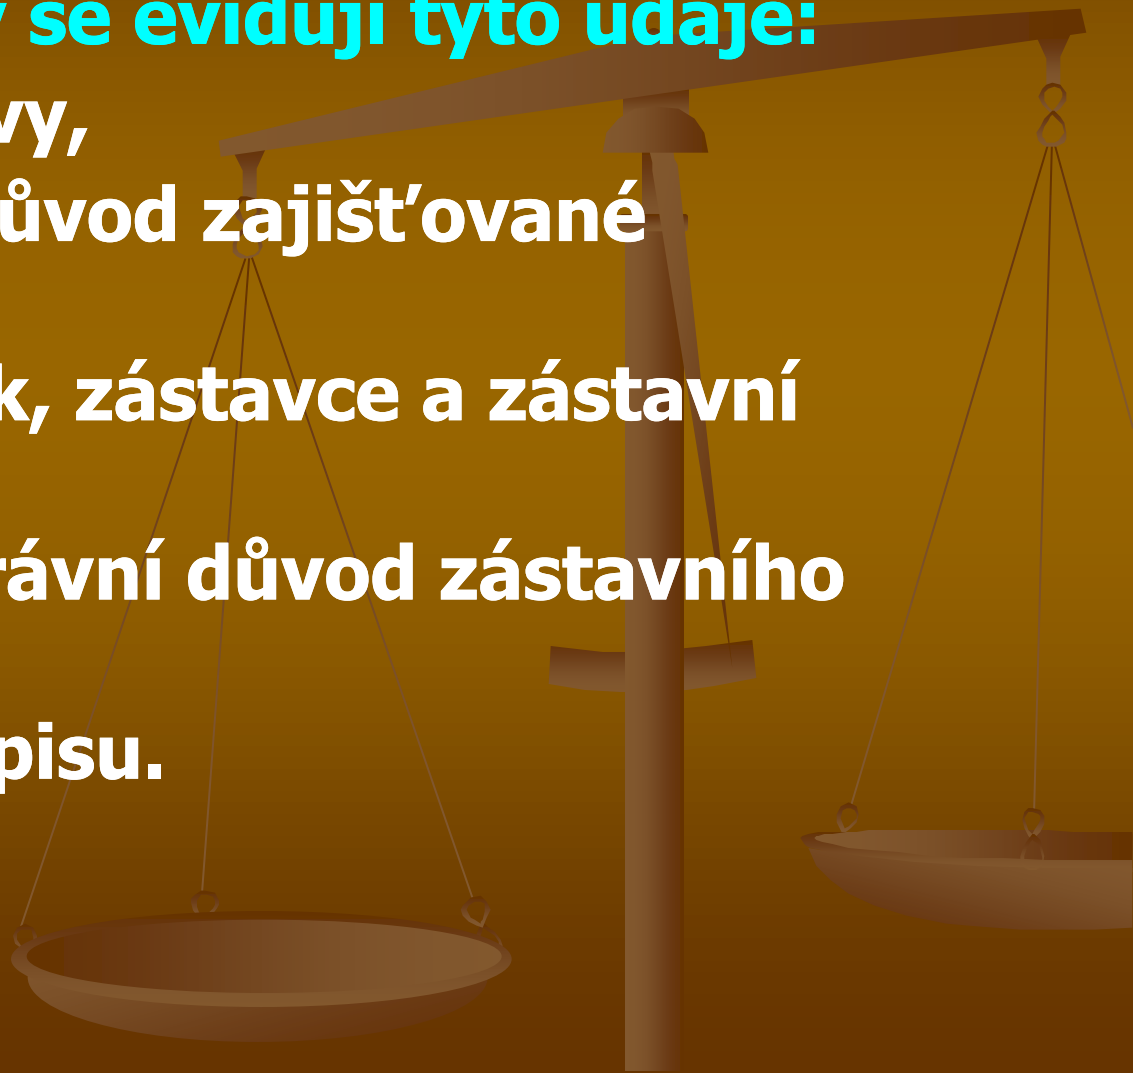 se evidují tyto údaje:
vy,
ůvod zajišťované
k, zástavce a zástavní
rávní důvod zástavního
pisu.